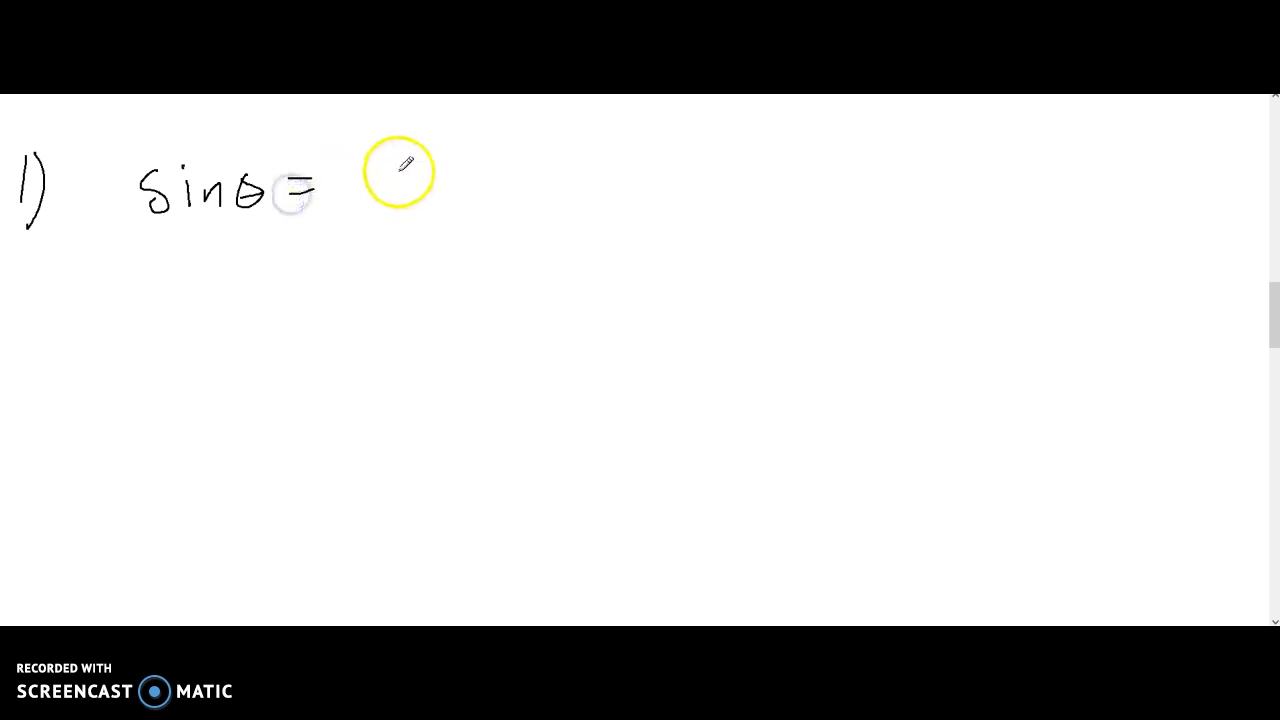 1) sinθ =
RECORDED WITH
SCREENCAST MATIC